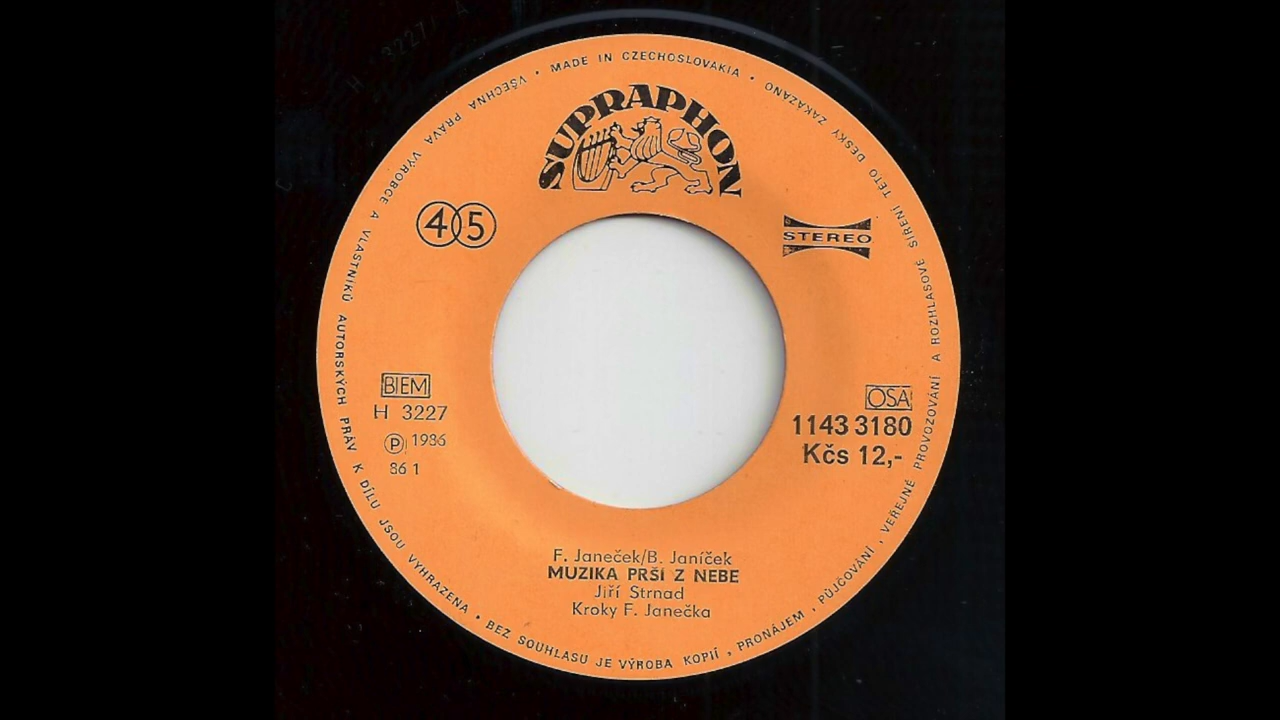 VŠECHNA PRÁVA VÝROBCE A VLASTNÍKŮ AUTORSKÝCH PRÁV K DÍLU JSOU VYHRAZENA • BEZ SOUHLASU JE VÝROBA KOPIÍ, PRONÁJEM, PŮJČOVÁNÍ, VEŘEJNÉ PROVOZOVÁNÍ A ROZHLASOVÉ ŠÍŘENÍ TÉTO DESKY ZAKÁZÁNO
• MADE IN CZECHOSLOVAKIA •
SUPRAPHON
45
STEREO
BIEM
H 3227
Ⓟ 1986
86 1
OSA
1143 3180
Kčs 12,-
F. Janeček/B. Janíček
MUZIKA PRŠÍ Z NEBE
Jiří Strnad
Kroky F. Janečka